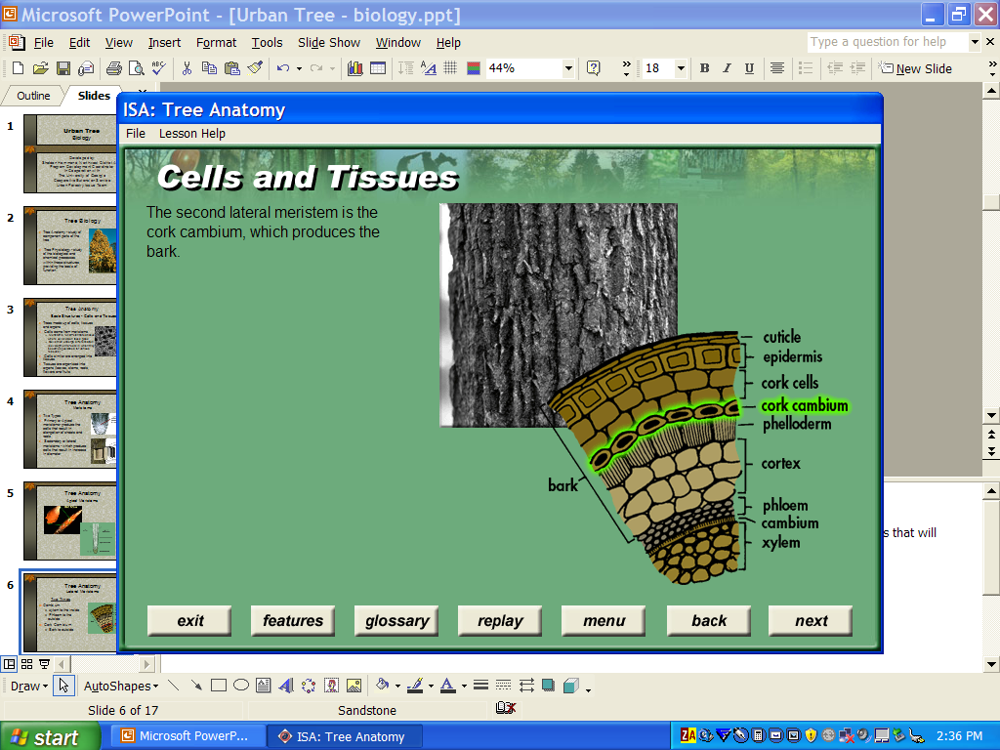 Microsoft PowerPoint - [Urban Tree - biology.ppt]
File Edit View Insert Format Tools Slide Show Window Help
Type a question for help
44%
18
B I U
New Slide
Outline Slides
1
Urban Tree
Biology
2
Tree Biology
3
Tree Anatomy
4
Tree Anatomy
5
Tree Anatomy
6
Tree Anatomy
ISA: Tree Anatomy
File Lesson Help
Cells and Tissues
The second lateral meristem is the
cork cambium, which produces the
bark.
cuticle
epidermis
cork cells
cork cambium
phelloderm
cortex
bark
phloem
cambium
xylem
s that will
exit features glossary replay menu back next
Draw AutoShapes
Slide 6 of 17 Sandstone
start Microsoft PowerP... ISA: Tree Anatomy 2:36 PM